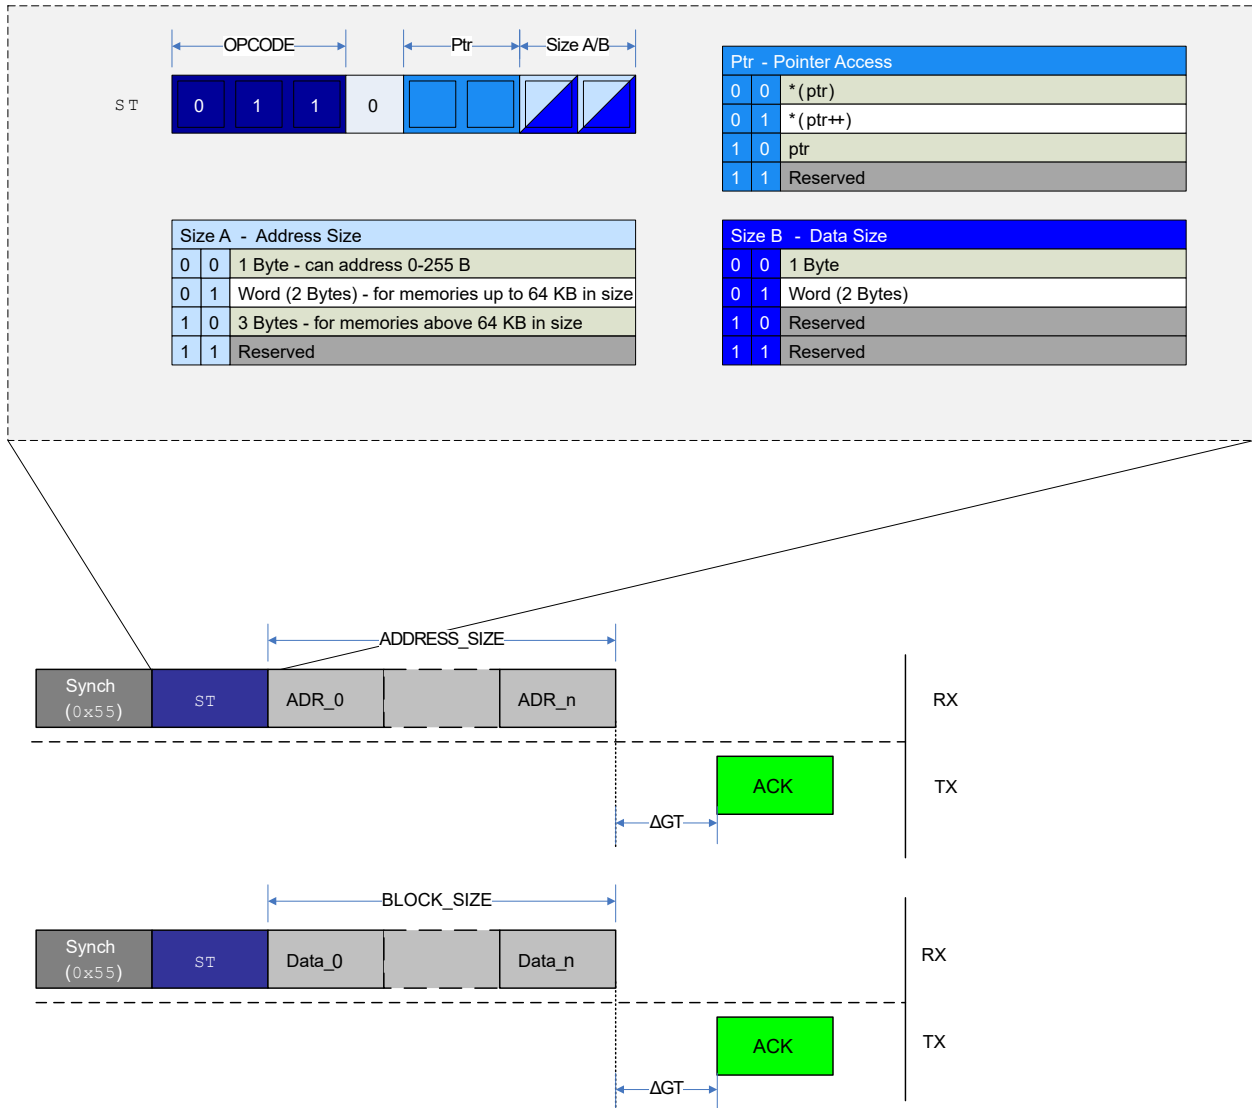 OPCODE Ptr Size A/B
ST 0 1 1 0
Ptr - Pointer Access
0 0 *(ptr)
0 1 *(ptr++)
1 0 ptr
1 1 Reserved
Size A - Address Size
0 0 1 Byte - can address 0-255 B
0 1 Word (2 Bytes) - for memories up to 64 KB in size
1 0 3 Bytes - for memories above 64 KB in size
1 1 Reserved
Size B - Data Size
0 0 1 Byte
0 1 Word (2 Bytes)
1 0 Reserved
1 1 Reserved
ADDRESS_SIZE
Synch
(0x55)
ST
ADR_0
ADR_n
RX
ACK
TX
ΔGT
BLOCK_SIZE
Synch
(0x55)
ST
Data_0
Data_n
RX
ACK
TX
ΔGT